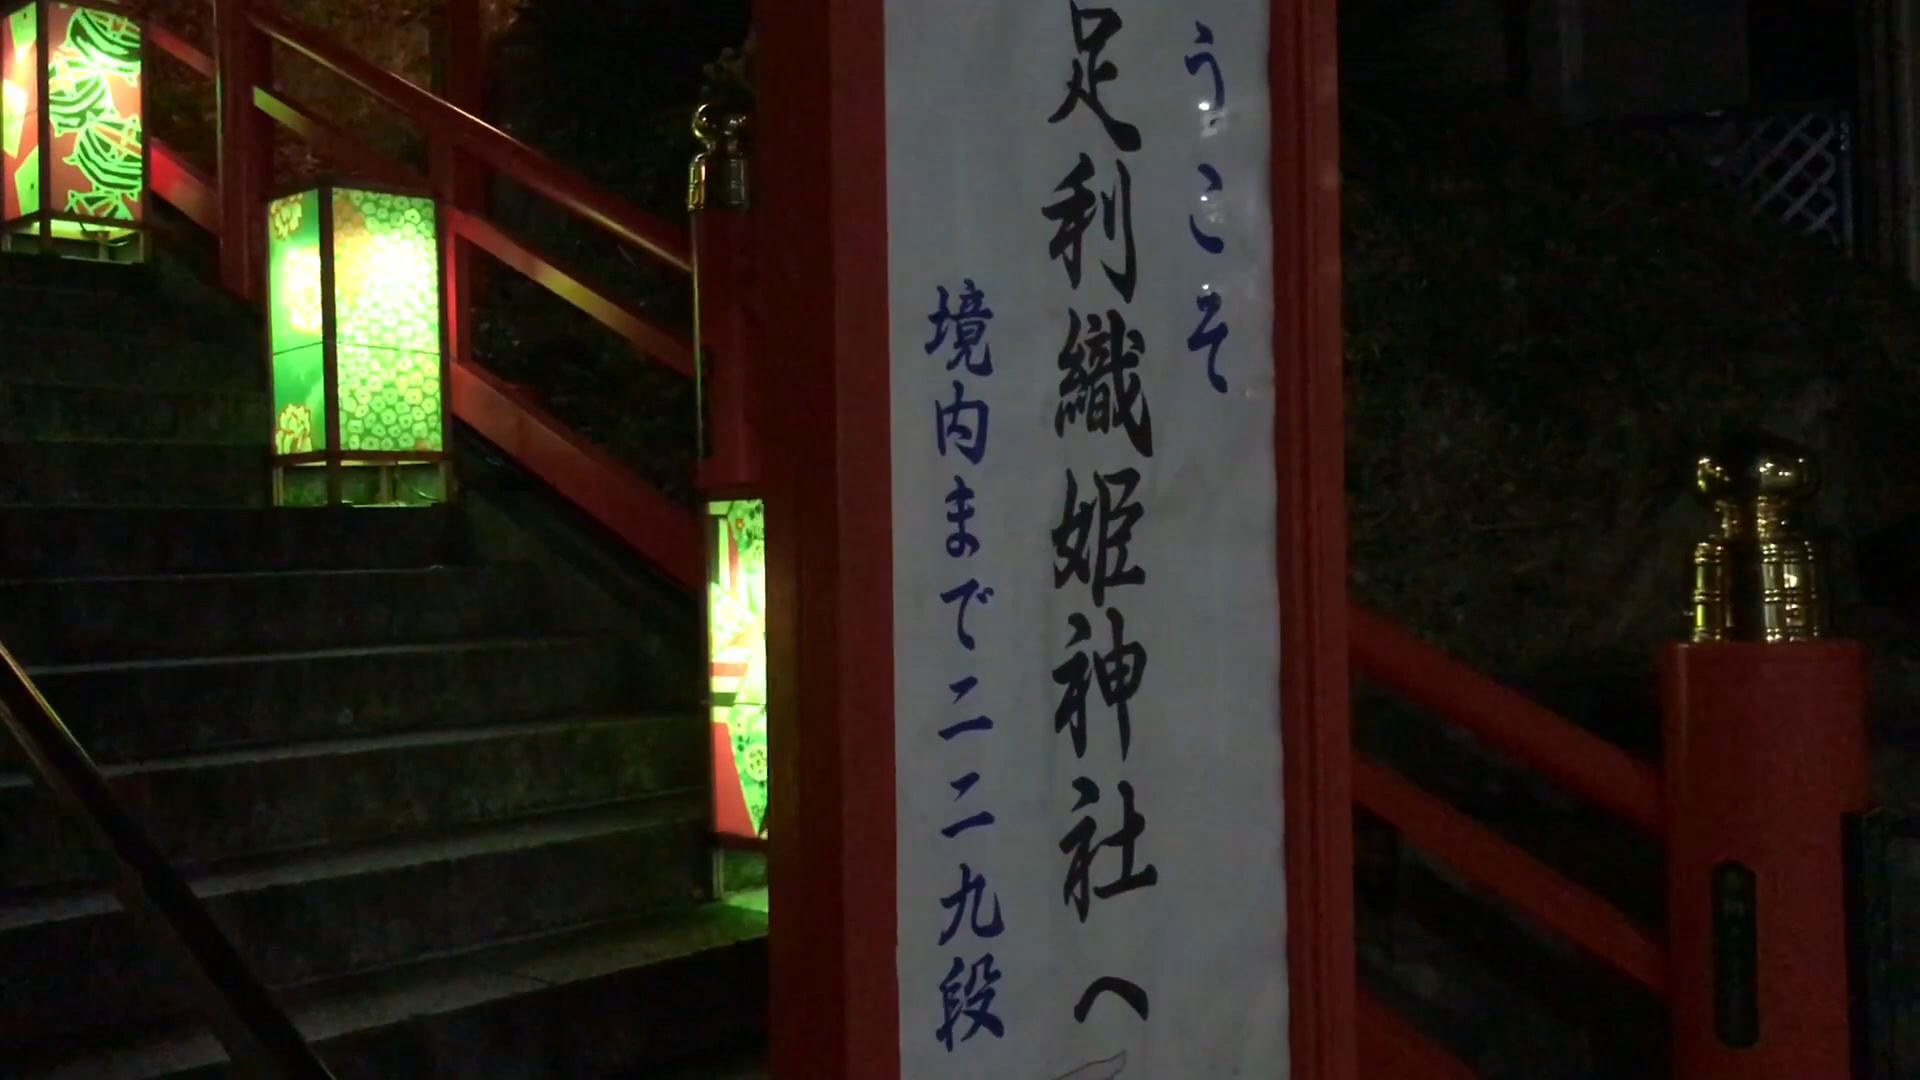 うこそ
足利織姫神社へ
境内まで二二九段